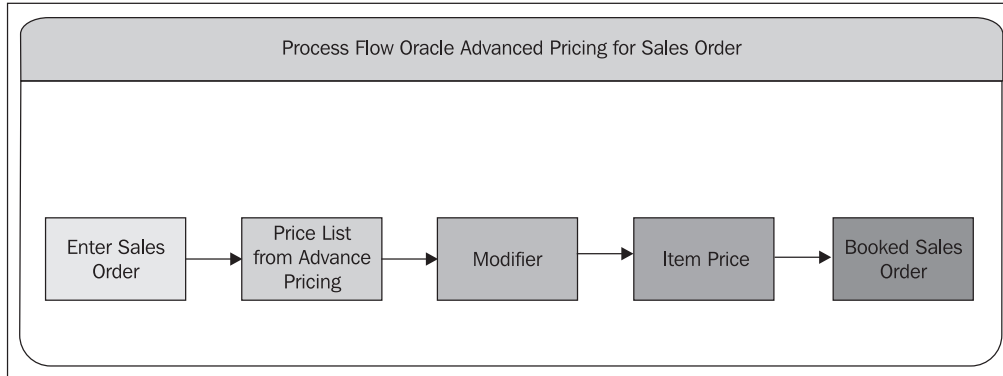 Process Flow Oracle Advanced Pricing for Sales Order
Enter Sales
Order
Price List
from Advance
Pricing
Modifier
Item Price
Booked Sales
Order